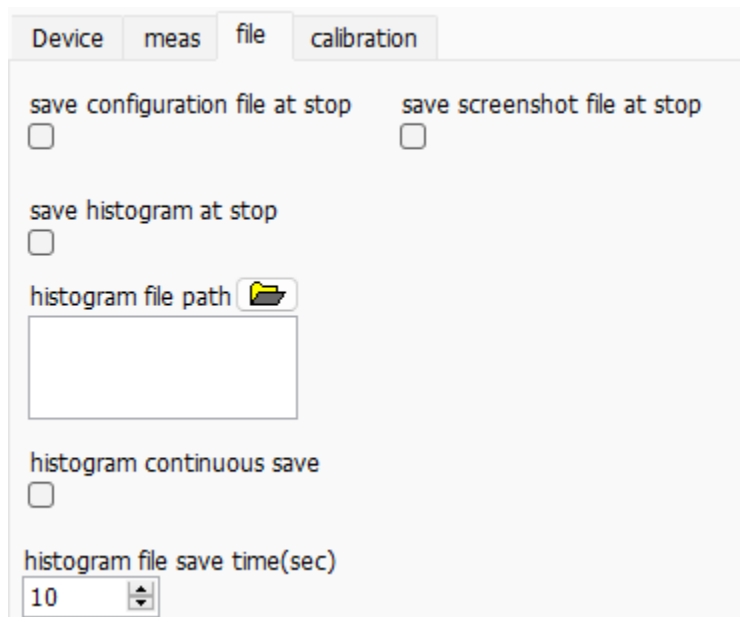 Device meas file calibration
save configuration file at stop save screenshot file at stop
save histogram at stop
histogram file path
histogram continuous save
histogram file save time(sec)
10